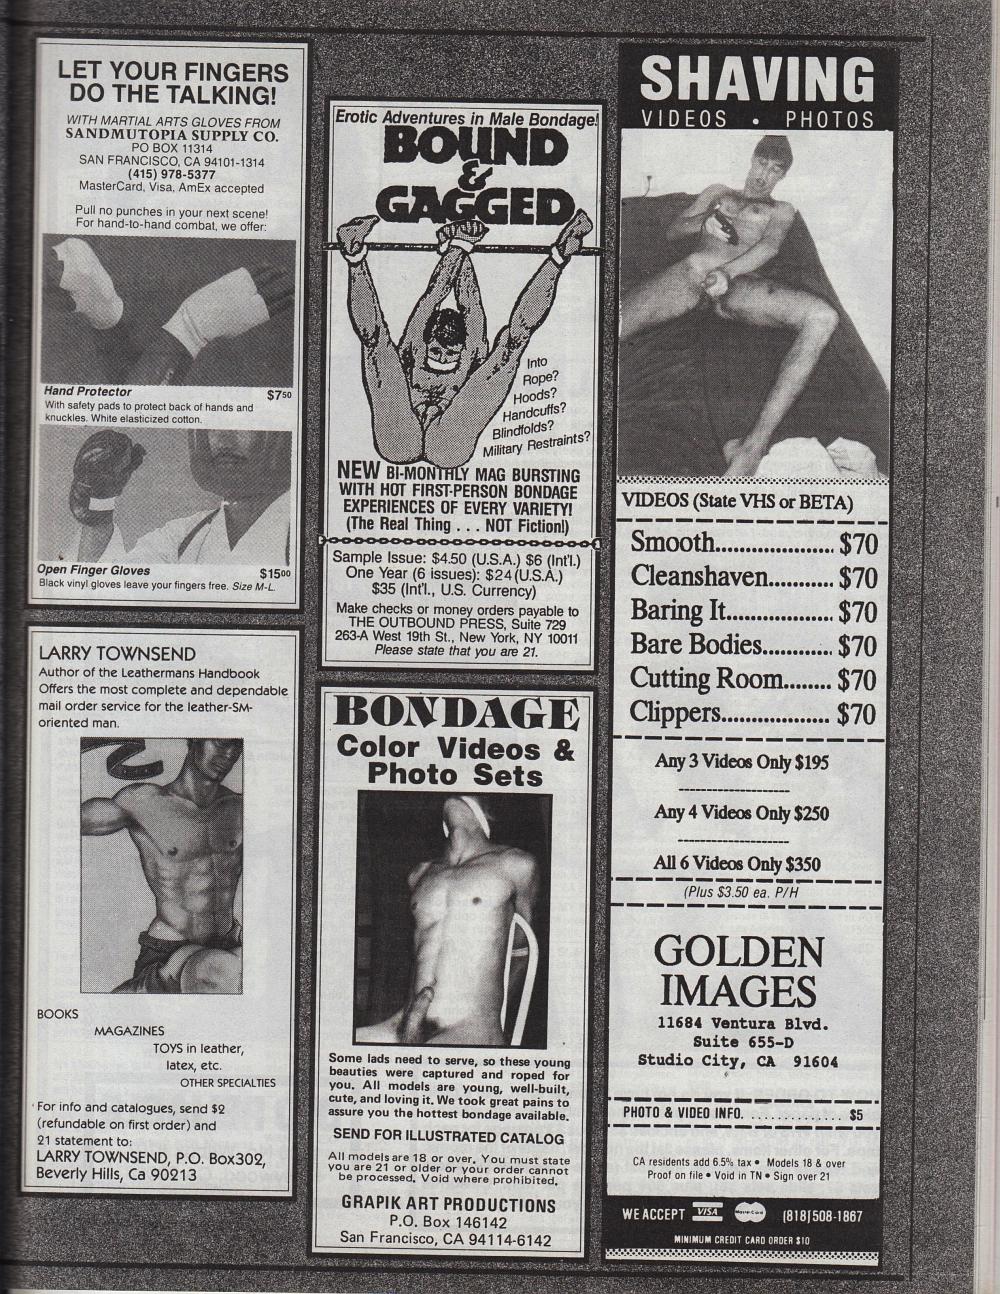 LET YOUR FINGERS
DO THE TALKING!
WITH MARTIAL ARTS GLOVES FROM
SANDMUTOPIA SUPPLY CO.
PO BOX 11314
SAN FRANCISCO, CA 94101-1314
(415) 978-5377
MasterCard, Visa, AmEx accepted
Pull no punches in your next scene!
For hand-to-hand combat, we offer:
Hand Protector $7⁵⁰
With safety pads to protect back of hands and
knuckles. White elasticized cotton.
Open Finger Gloves $15⁰⁰
Black vinyl gloves leave your fingers free. Size M-L.
LARRY TOWNSEND
Author of the Leathermans Handbook
Offers the most complete and dependable
mail order service for the leather-SM-
oriented man.
BOOKS
MAGAZINES
TOYS in leather,
latex, etc.
OTHER SPECIALTIES
For info and catalogues, send $2
(refundable on first order) and
21 statement to:
LARRY TOWNSEND, P.O. Box302,
Beverly Hills, Ca 90213
Erotic Adventures in Male Bondage!
BOUND
&
GAGGED
Into
Rope?
Hoods?
Handcuffs?
Blindfolds?
Military Restraints?
NEW BI-MONTHLY MAG BURSTING
WITH HOT FIRST-PERSON BONDAGE
EXPERIENCES OF EVERY VARIETY!
(The Real Thing . . . NOT Fiction!)
Sample Issue: $4.50 (U.S.A.) $6 (Int'l.)
One Year (6 issues): $24 (U.S.A.)
$35 (Int'l., U.S. Currency)
Make checks or money orders payable to
THE OUTBOUND PRESS, Suite 729
263-A West 19th St., New York, NY 10011
Please state that you are 21.
BONDAGE
Color Videos &
Photo Sets
Some lads need to serve, so these young
beauties were captured and roped for
you. All models are young, well-built,
cute, and loving it. We took great pains to
assure you the hottest bondage available.
SEND FOR ILLUSTRATED CATALOG
All models are 18 or over. You must state
you are 21 or older or your order cannot
be processed. Void where prohibited.
GRAPIK ART PRODUCTIONS
P.O. Box 146142
San Francisco, CA 94114-6142
SHAVING
VIDEOS • PHOTOS
VIDEOS (State VHS or BETA)
Smooth.................... $70
Cleanshaven........... $70
Baring It.................. $70
Bare Bodies............. $70
Cutting Room........ $70
Clippers................... $70
Any 3 Videos Only $195
Any 4 Videos Only $250
All 6 Videos Only $350
(Plus $3.50 ea. P/H
GOLDEN
IMAGES
11684 Ventura Blvd.
Suite 655-D
Studio City, CA 91604
PHOTO & VIDEO INFO. .............. $5
CA residents add 6.5% tax • Models 18 & over
Proof on file • Void in TN • Sign over 21
WE ACCEPT VISA MasterCard (818) 508-1867
MINIMUM CREDIT CARD ORDER $10